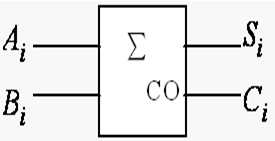 A_i Σ S_i
B_i CO C_i